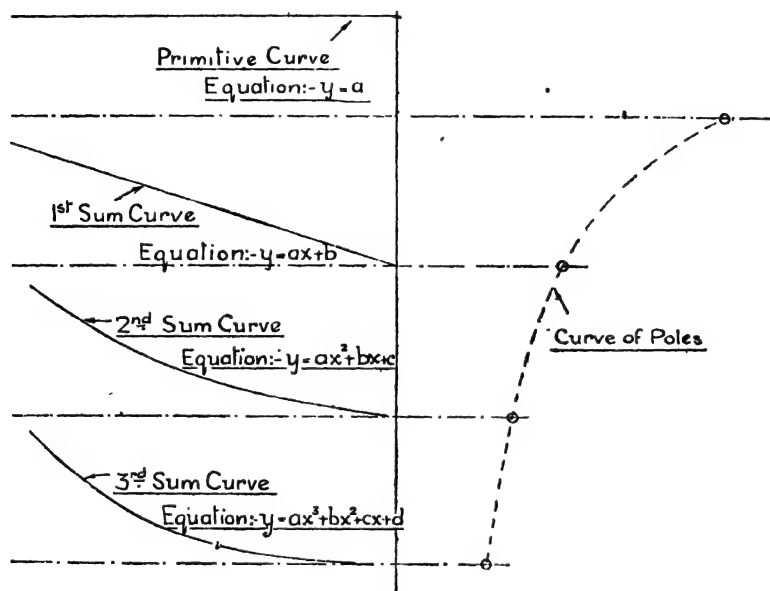 Primitive Curve
Equation:- y = a
1st Sum Curve
Equation:- y = ax+b
2nd Sum Curve
Equation:- y = ax²+bx+c
Curve of Poles
3rd Sum Curve
Equation:- y = ax³+bx²+cx+d